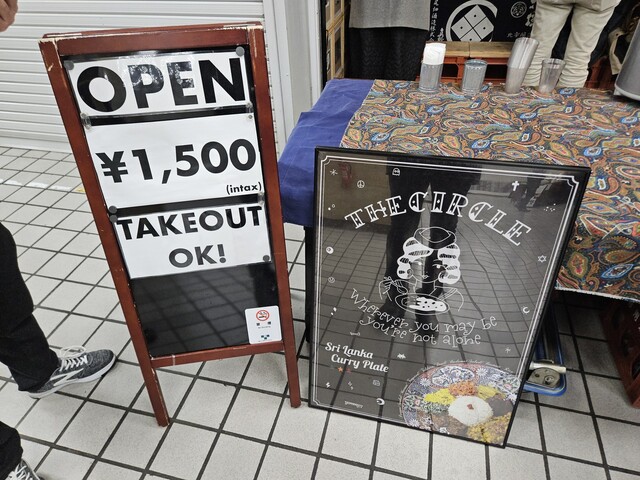 OPEN
¥1,500
(intax)
TAKEOUT
OK!
THE CIRCLE
Wherever you may be
you're not alone
Sri Lanka
Curry Plate